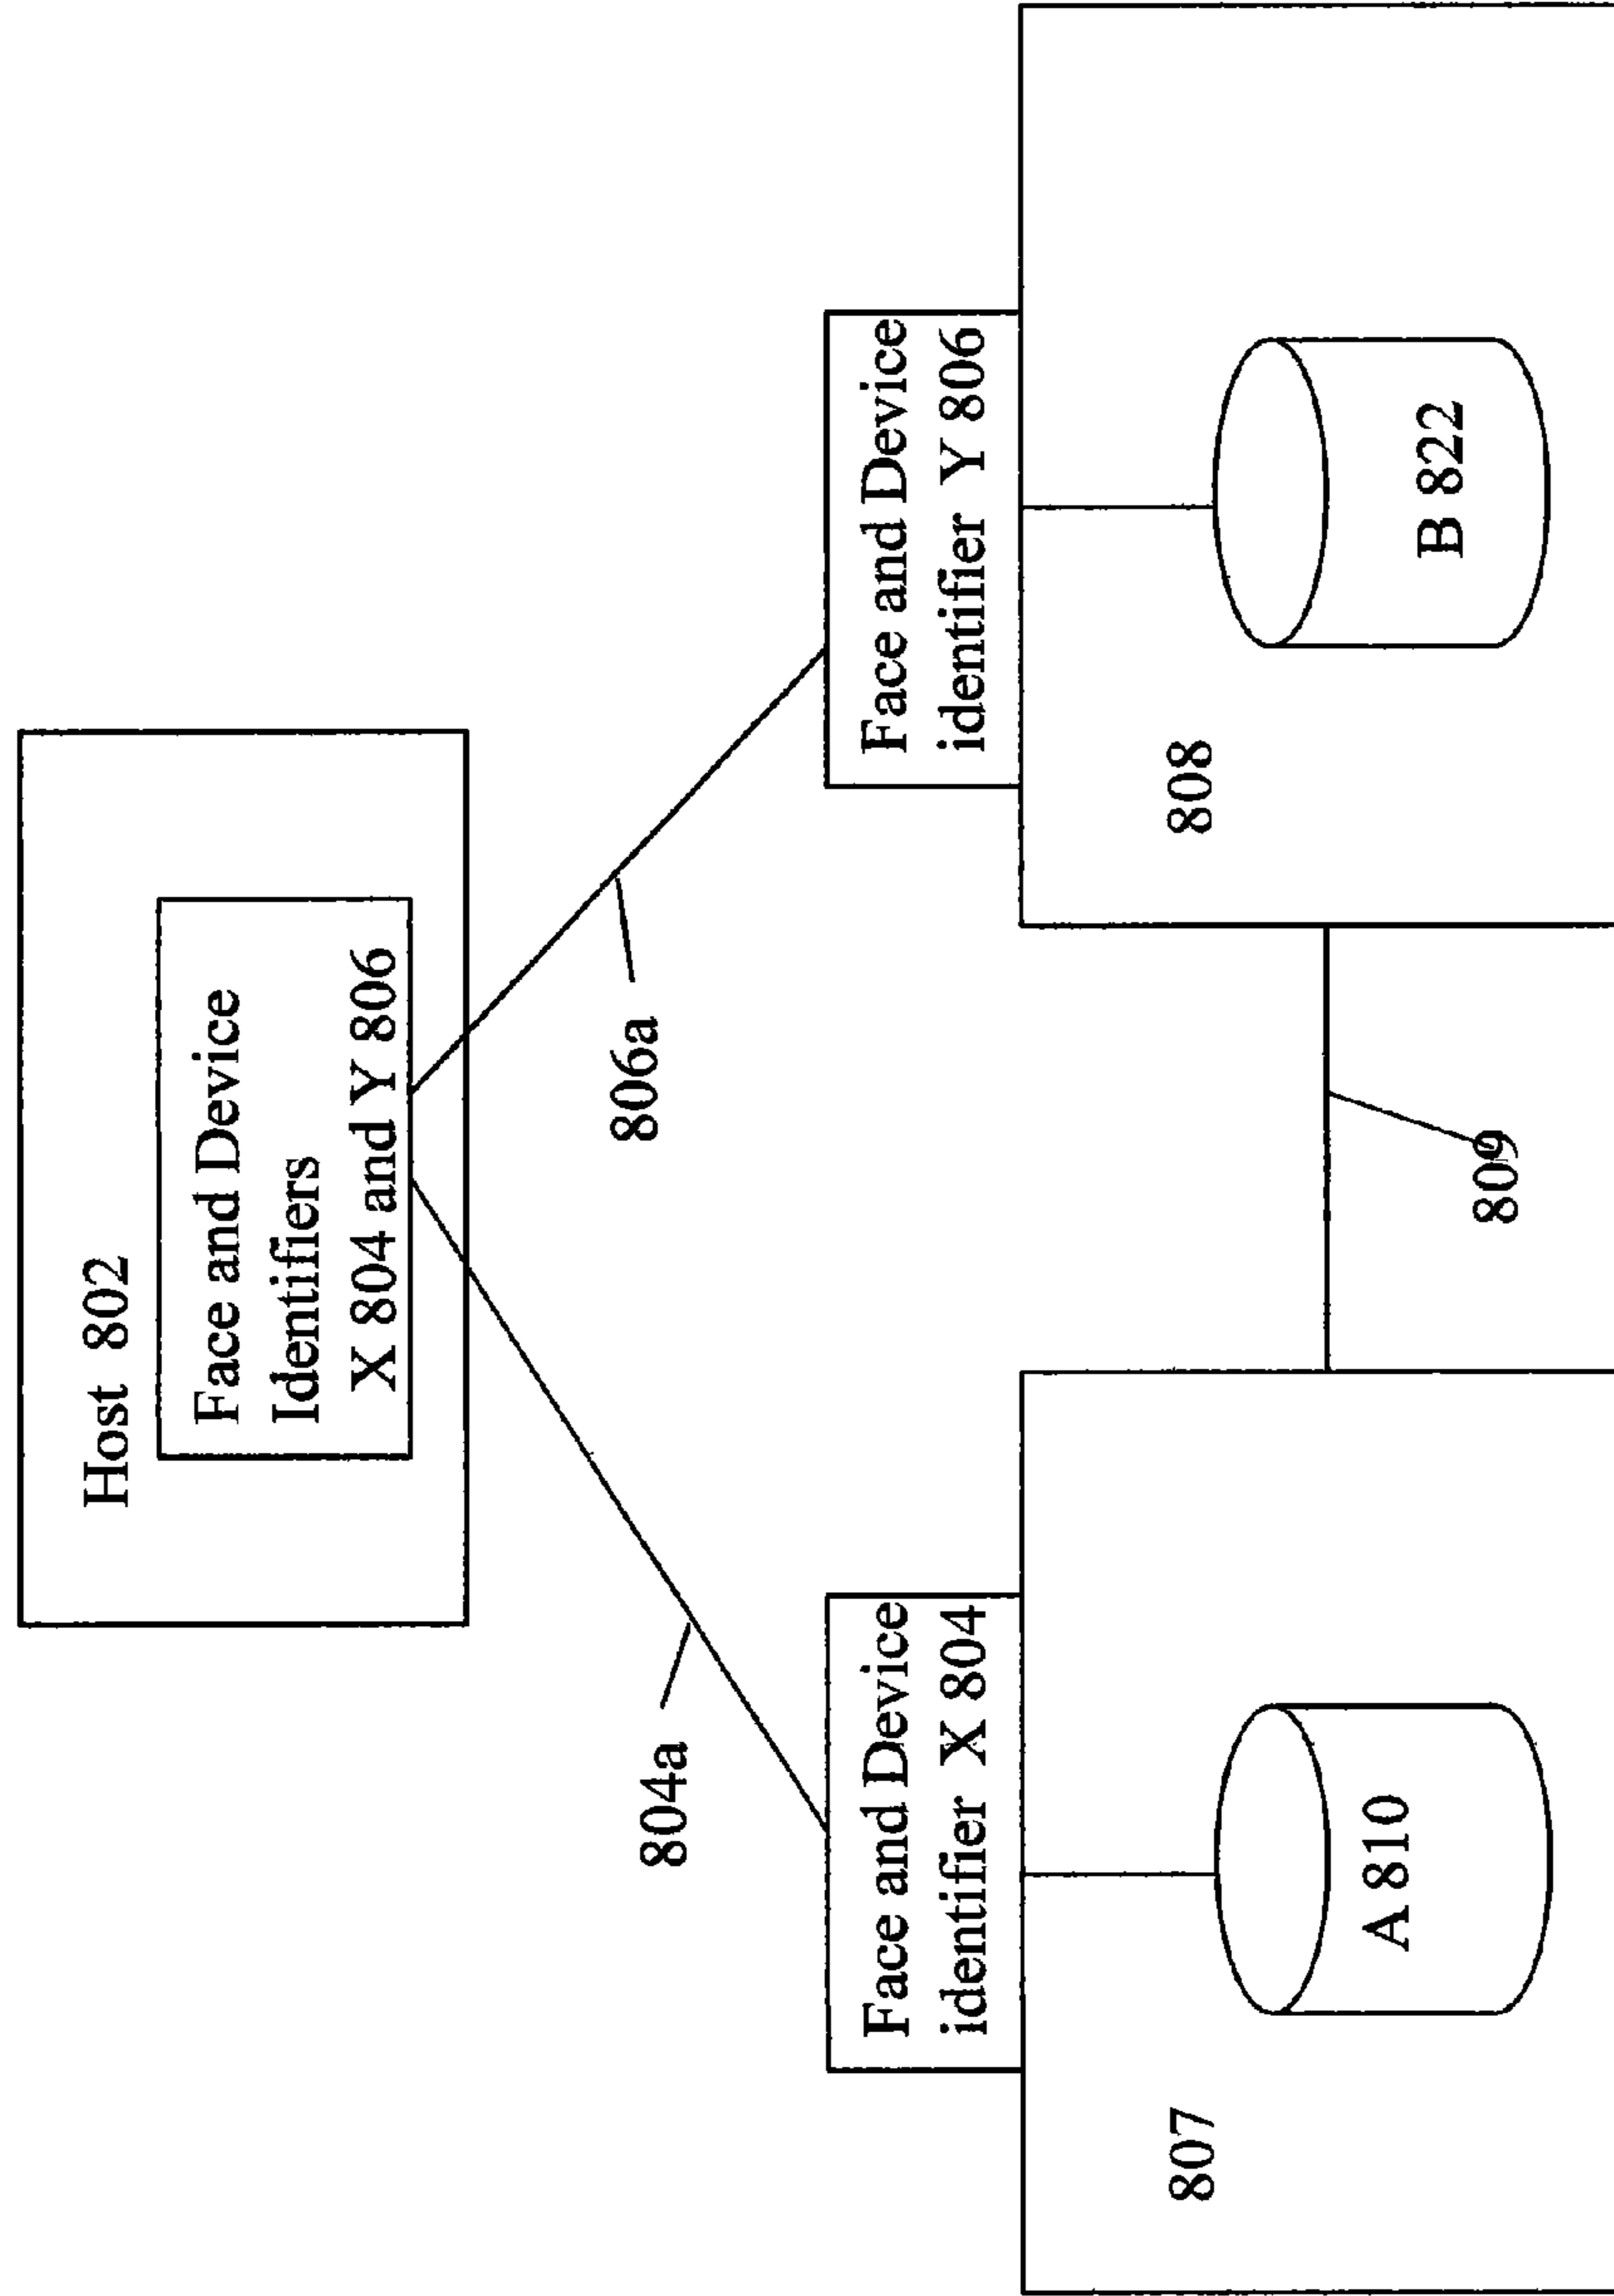 Host 802
Face and Device
Identifiers
X 804 and Y 806
804a
806a
Face and Device
identifier X 804
Face and Device
identifier Y 806
807
A 810
809
808
B 822